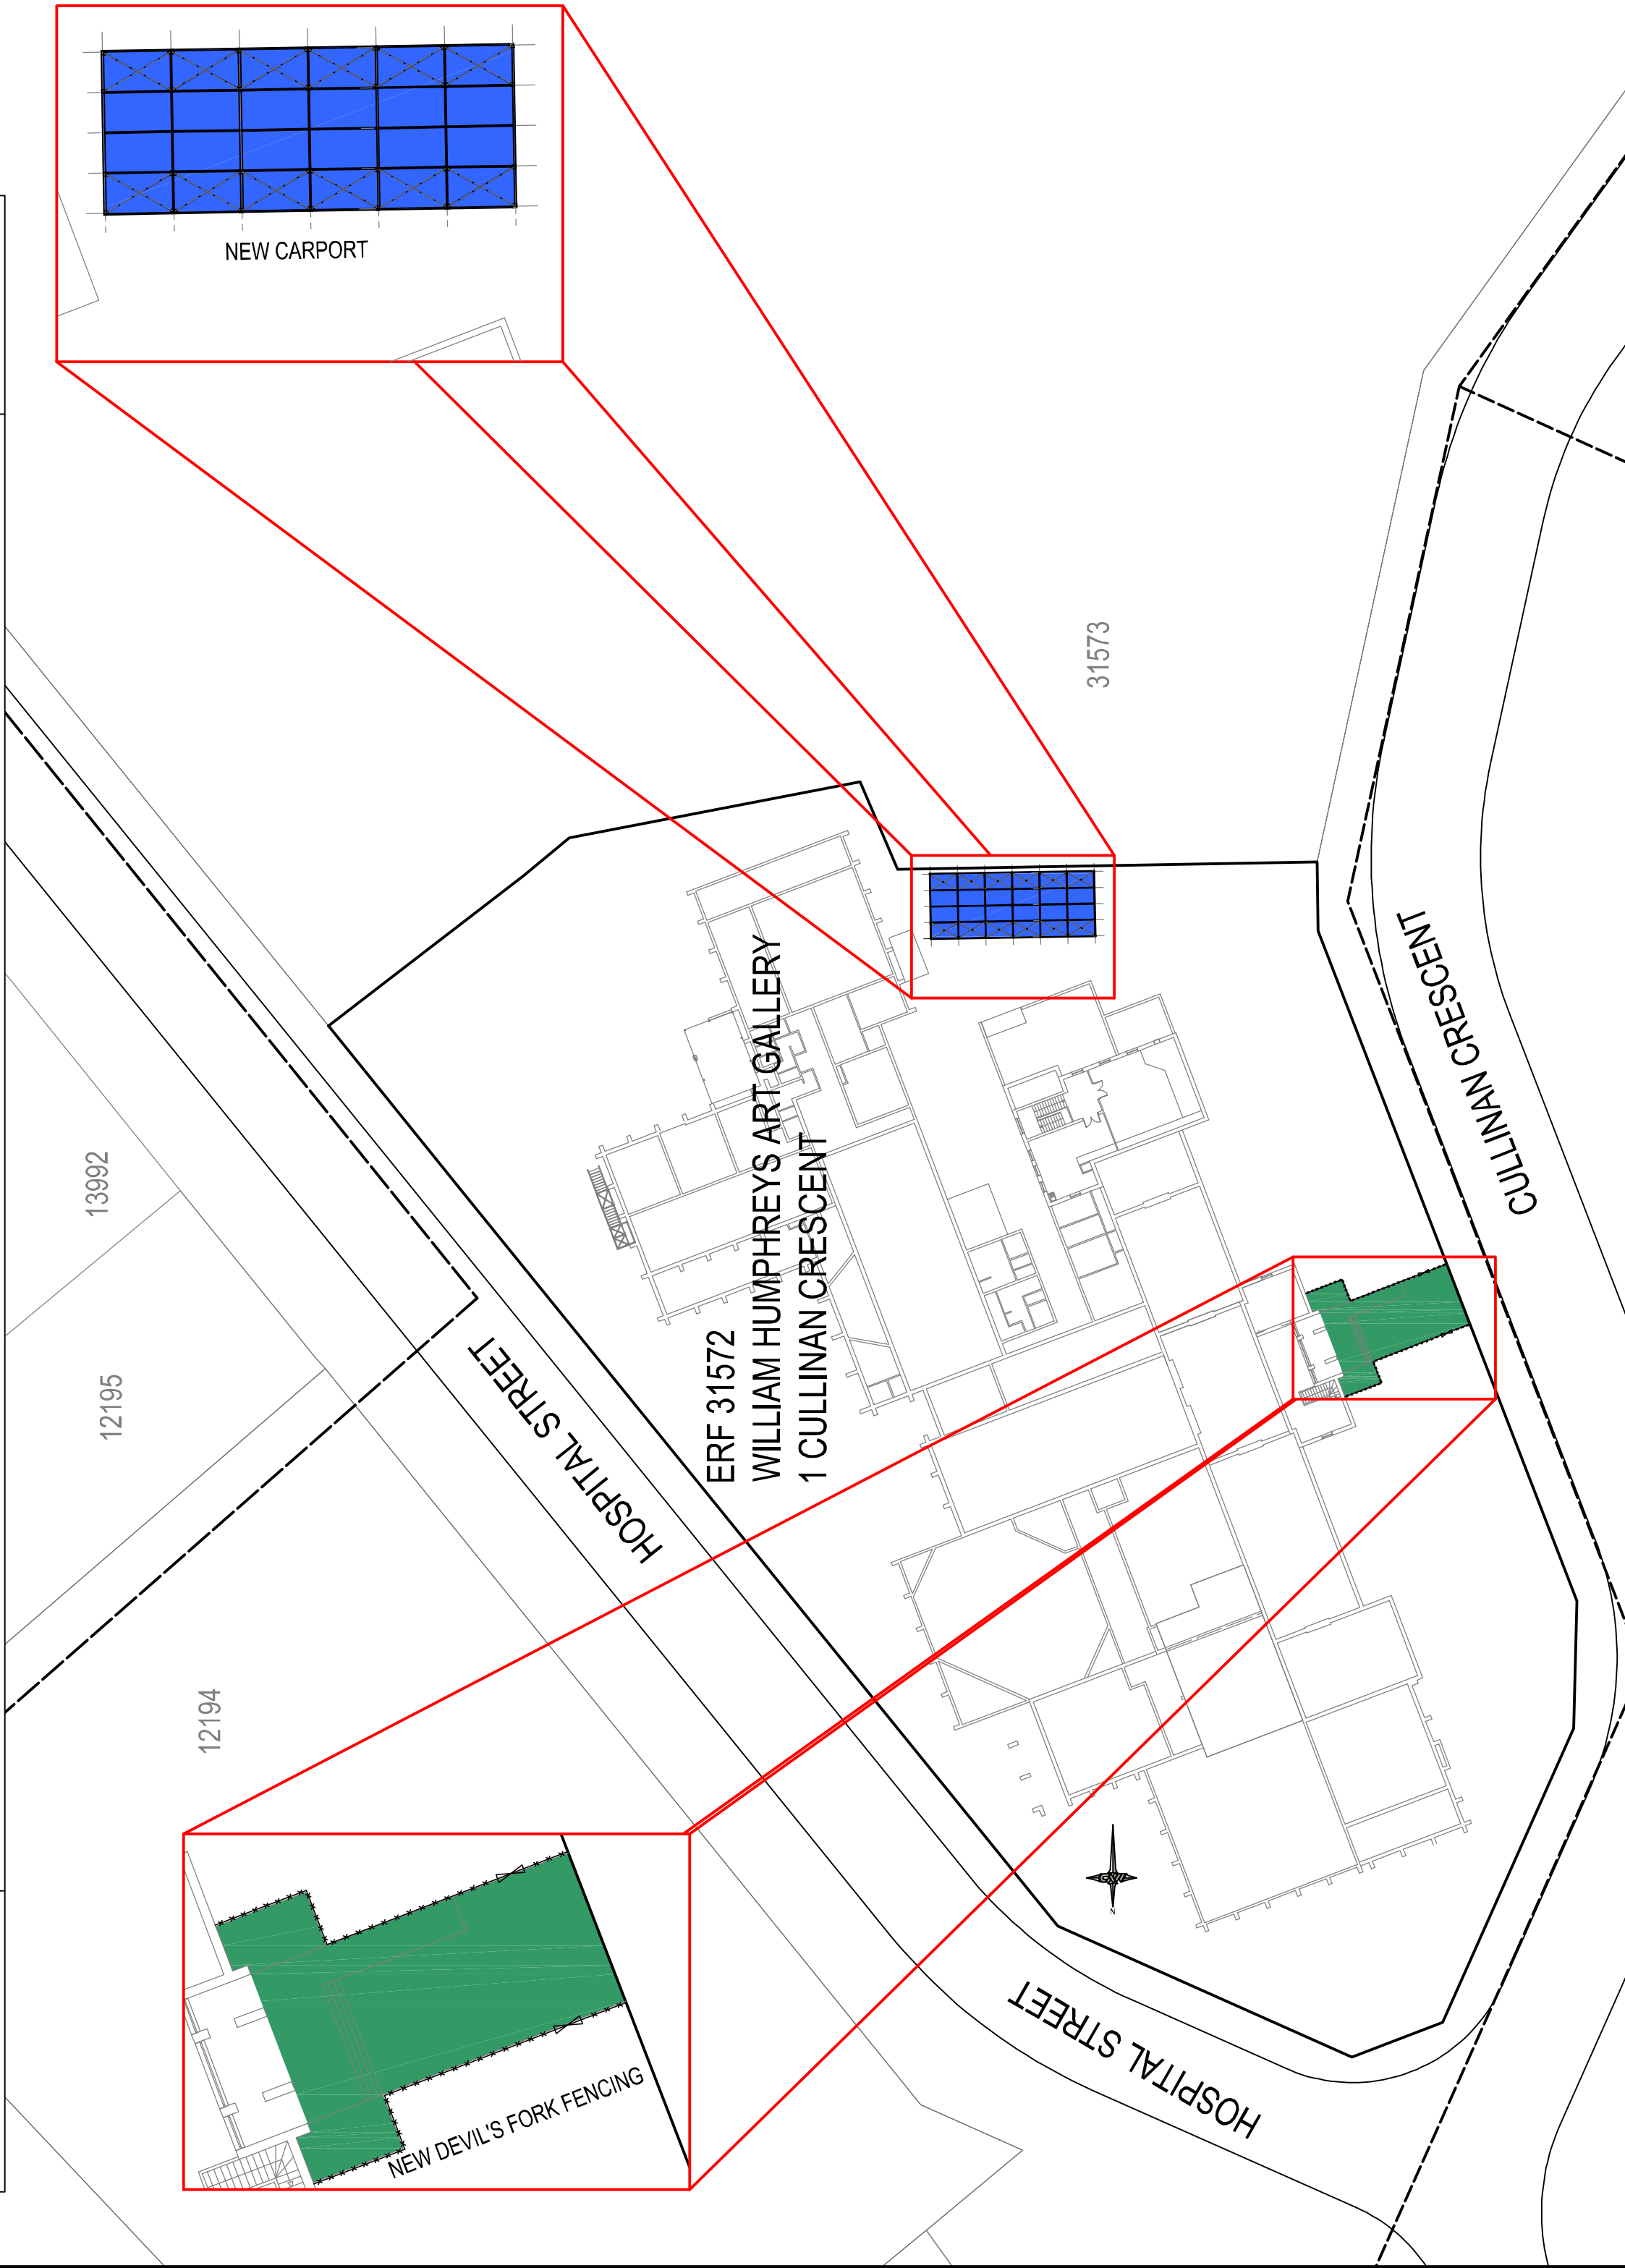 NEW CARPORT
31573
13992
12195
12194
HOSPITAL STREET
ERF 31572
WILLIAM HUMPHREYS ART GALLERY
1 CULLINAN CRESCENT
CULLINAN CRESCENT
NEW DEVIL'S FORK FENCING
N
HOSPITAL STREET